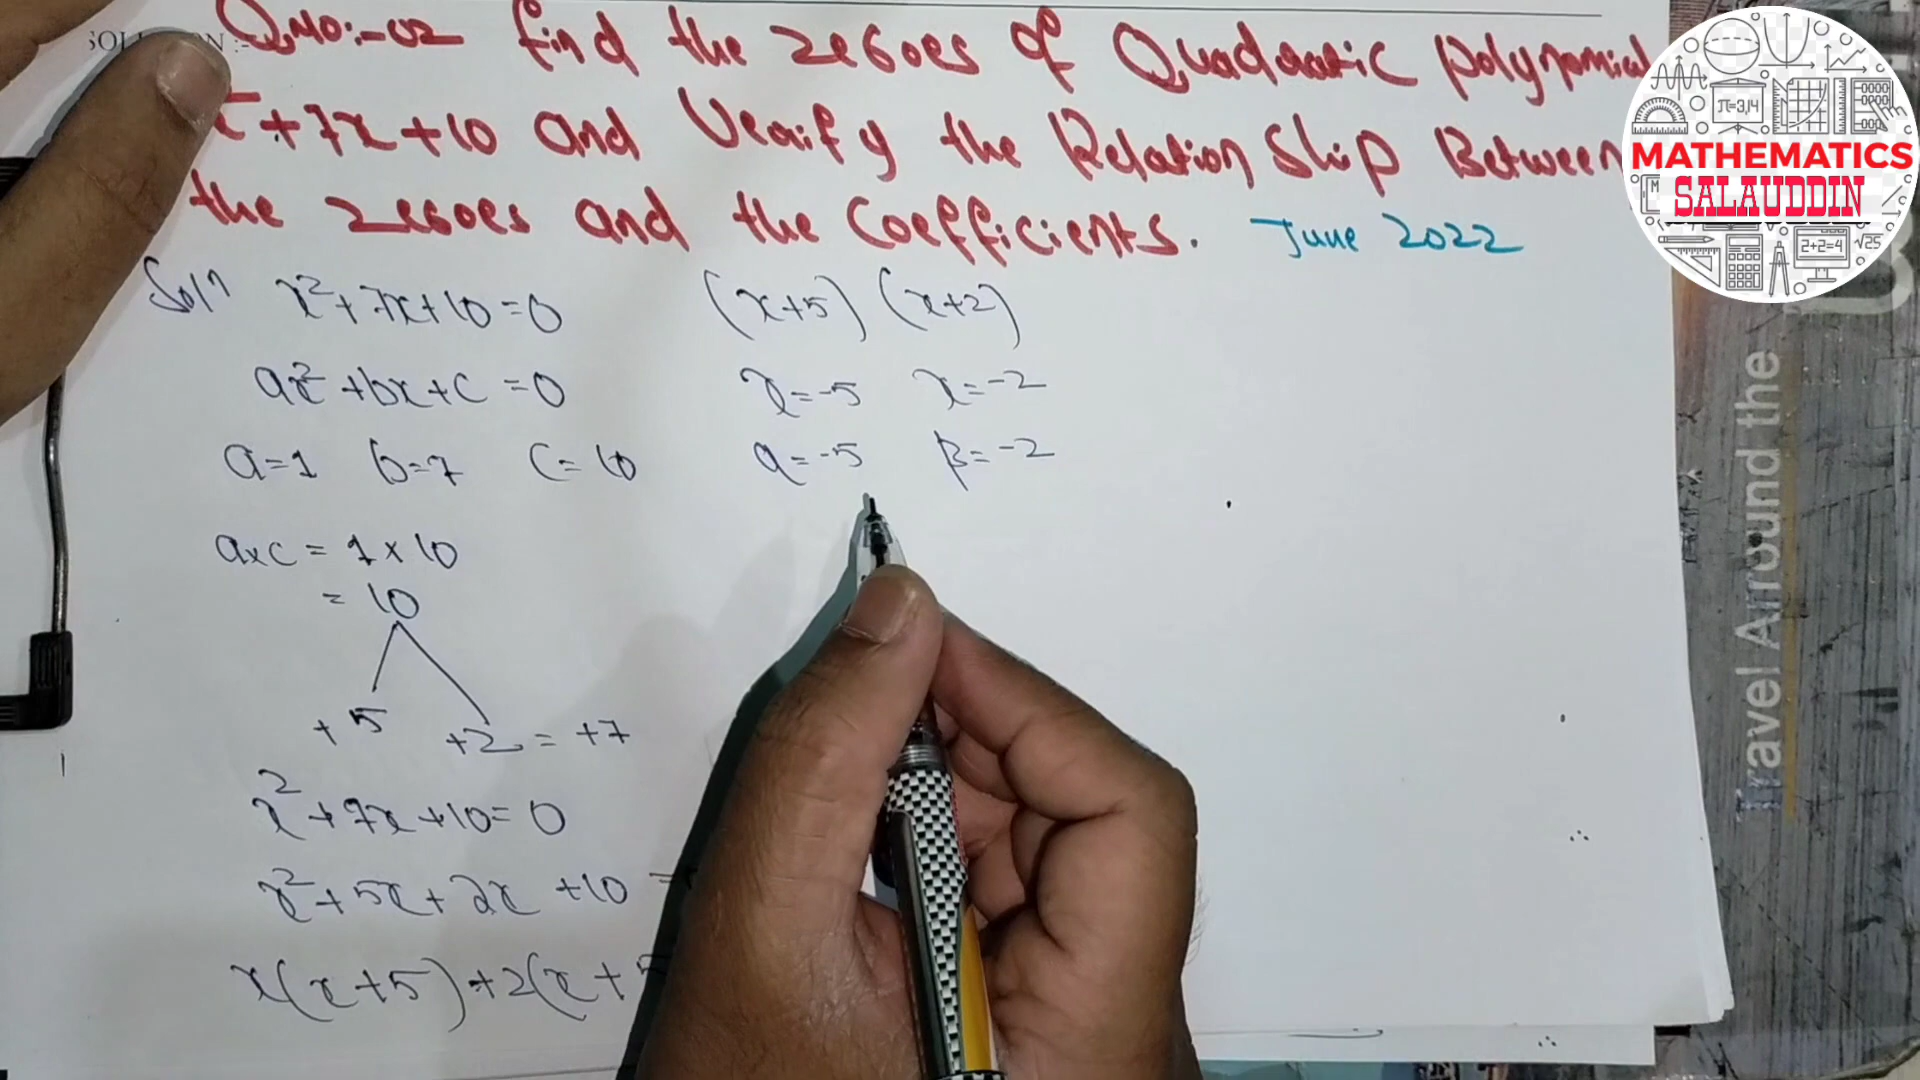 Q.No:-02 find the zeroes of Quadratic polynomial
x²+7x+10 and Verify the RelationShip Between
the zeroes and the Coefficients. June 2022
Solⁿ x²+7x+10=0
ax²+bx+c=0
a=1 b=7 c=10
a×c = 1×10
= 10
+5 +2 = +7
x²+7x+10=0
x²+5x+2x+10 =
x(x+5)+2(x+5
(x+5) (x+2)
x=-5 x=-2
α=-5 β=-2
MATHEMATICS
SALAUDDIN
π=3,14
2+2=4
√25
Travel Arround the